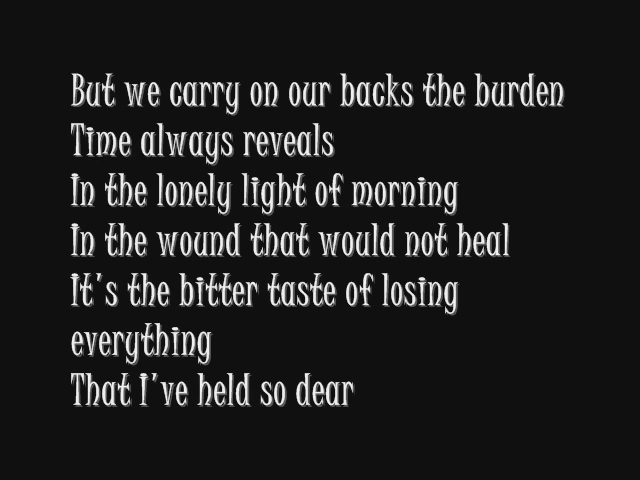 But we carry on our backs the burden
Time always reveals
In the lonely light of morning
In the wound that would not heal
It's the bitter taste of losing
everything
That I've held so dear